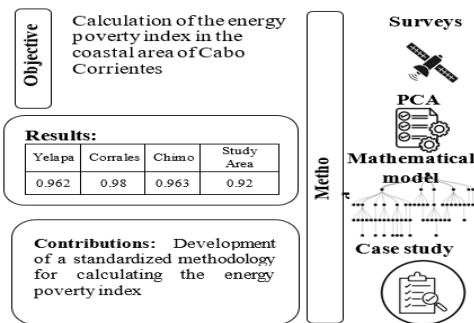 Objective
Calculation of the energy
poverty index in the
coastal area of Cabo
Corrientes
Results:
Yelapa Corrales Chimo Study Area
0.962 0.98 0.963 0.92
Contributions: Development
of a standardized methodology
for calculating the energy
poverty index
Metho
Surveys
PCA
Mathematical
model
Case study